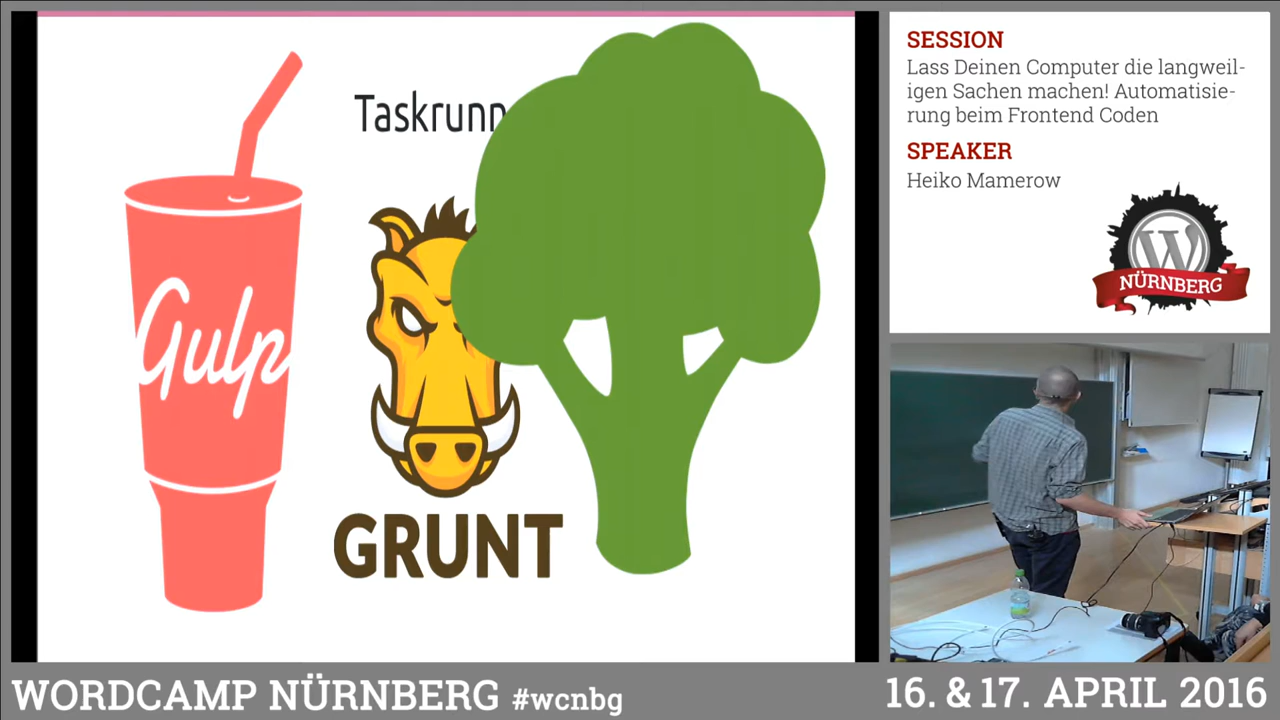 Taskrunn
Gulp
GRUNT
SESSION
Lass Deinen Computer die langweil-
igen Sachen machen! Automatisie-
rung beim Frontend Coden
SPEAKER
Heiko Mamerow
W
NÜRNBERG
WORDCAMP NÜRNBERG #wcnbg
16. & 17. APRIL 2016